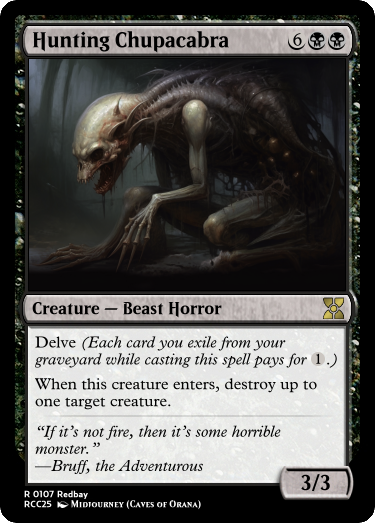 Hunting Chupacabra 6
Creature — Beast Horror
Delve (Each card you exile from your
graveyard while casting this spell pays for 1.)
When this creature enters, destroy up to
one target creature.
“If it's not fire, then it's some horrible
monster.”
—Bruff, the Adventurous
3/3
R 0107 Redbay
RCC25 Midjourney (Caves of Orana)